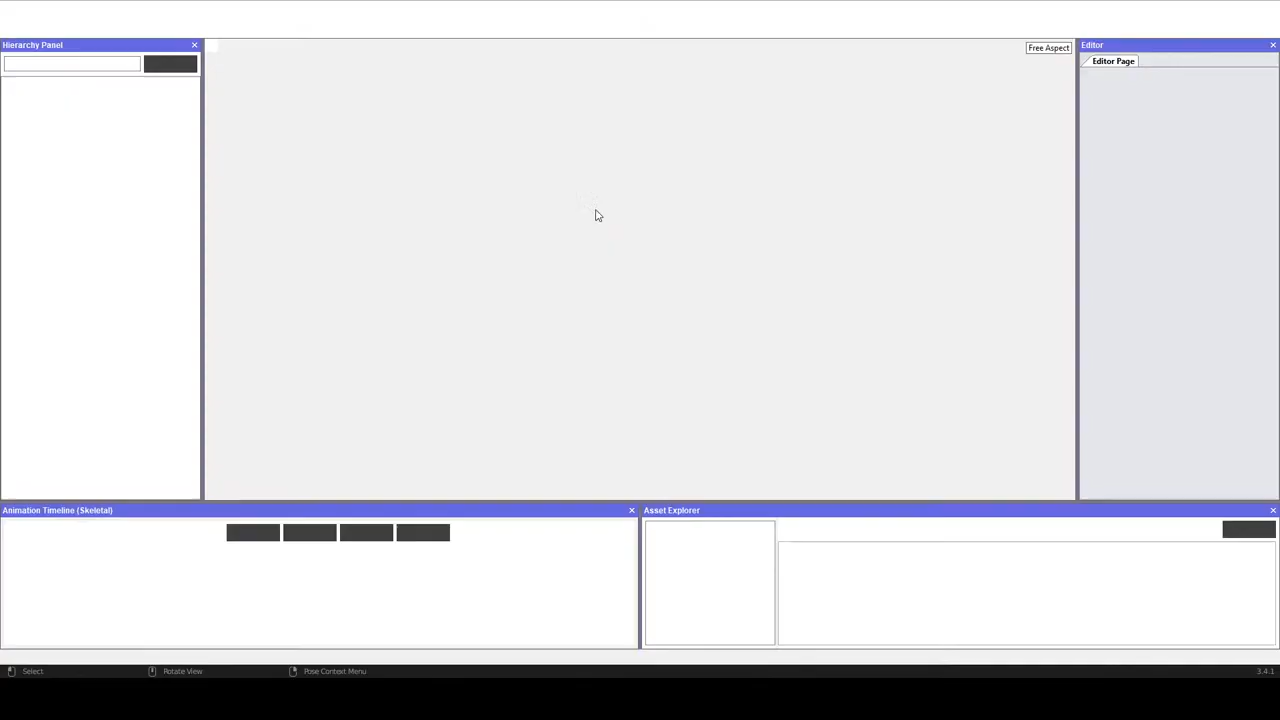 Hierarchy Panel
Free Aspect
Editor
Editor Page
Animation Timeline (Skeletal)
Asset Explorer
Select
Rotate View
Pose Context Menu
3.4.1